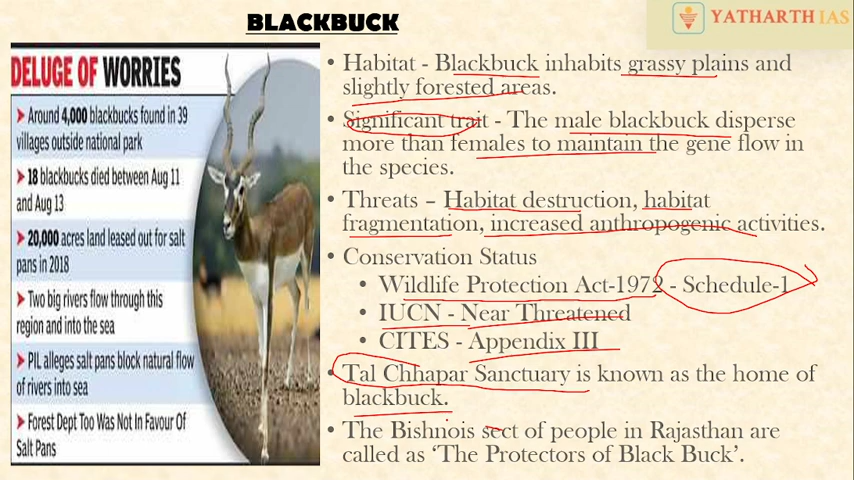 BLACKBUCK
YATHARTH IAS
DELUGE OF WORRIES
Around 4,000 blackbucks found in 39
villages outside national park
18 blackbucks died between Aug 11
and Aug 13
20,000 acres land leased out for salt
pans in 2018
Two big rivers flow through this
region and into the sea
PIL alleges salt pans block natural flow
of rivers into sea
Forest Dept Too Was Not In Favour Of
Salt Pans
• Habitat - Blackbuck inhabits grassy plains and
slightly forested areas.
• Significant trait - The male blackbuck disperse
more than females to maintain the gene flow in
the species.
• Threats – Habitat destruction, habitat
fragmentation, increased anthropogenic activities.
• Conservation Status
• Wildlife Protection Act-1972 - Schedule-1
• IUCN - Near Threatened
• CITES - Appendix III
• Tal Chhapar Sanctuary is known as the home of
blackbuck.
• The Bishnois sect of people in Rajasthan are
called as ‘The Protectors of Black Buck’.